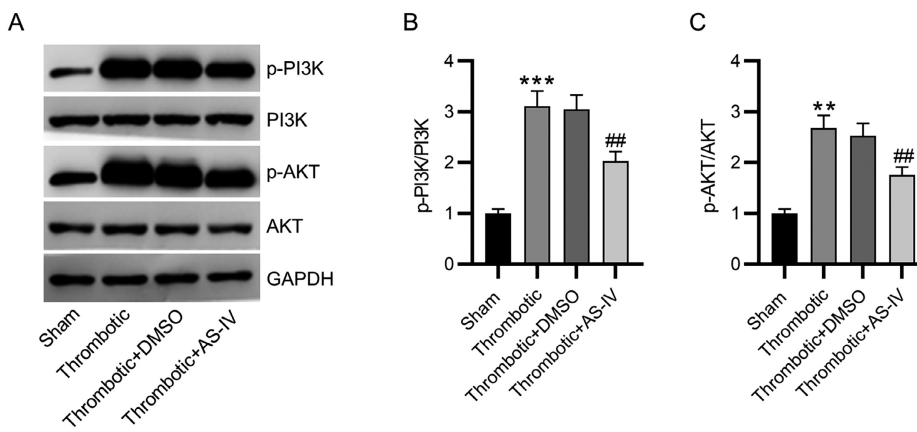 A
p-PI3K
PI3K
p-AKT
AKT
GAPDH
Sham
Thrombotic
Thrombotic+DMSO
Thrombotic+AS-IV
B
p-PI3K/PI3K
4
3
2
1
0
***
##
Sham
Thrombotic
Thrombotic+DMSO
Thrombotic+AS-IV
C
p-AKT/AKT
4
3
2
1
0
**
##
Sham
Thrombotic
Thrombotic+DMSO
Thrombotic+AS-IV